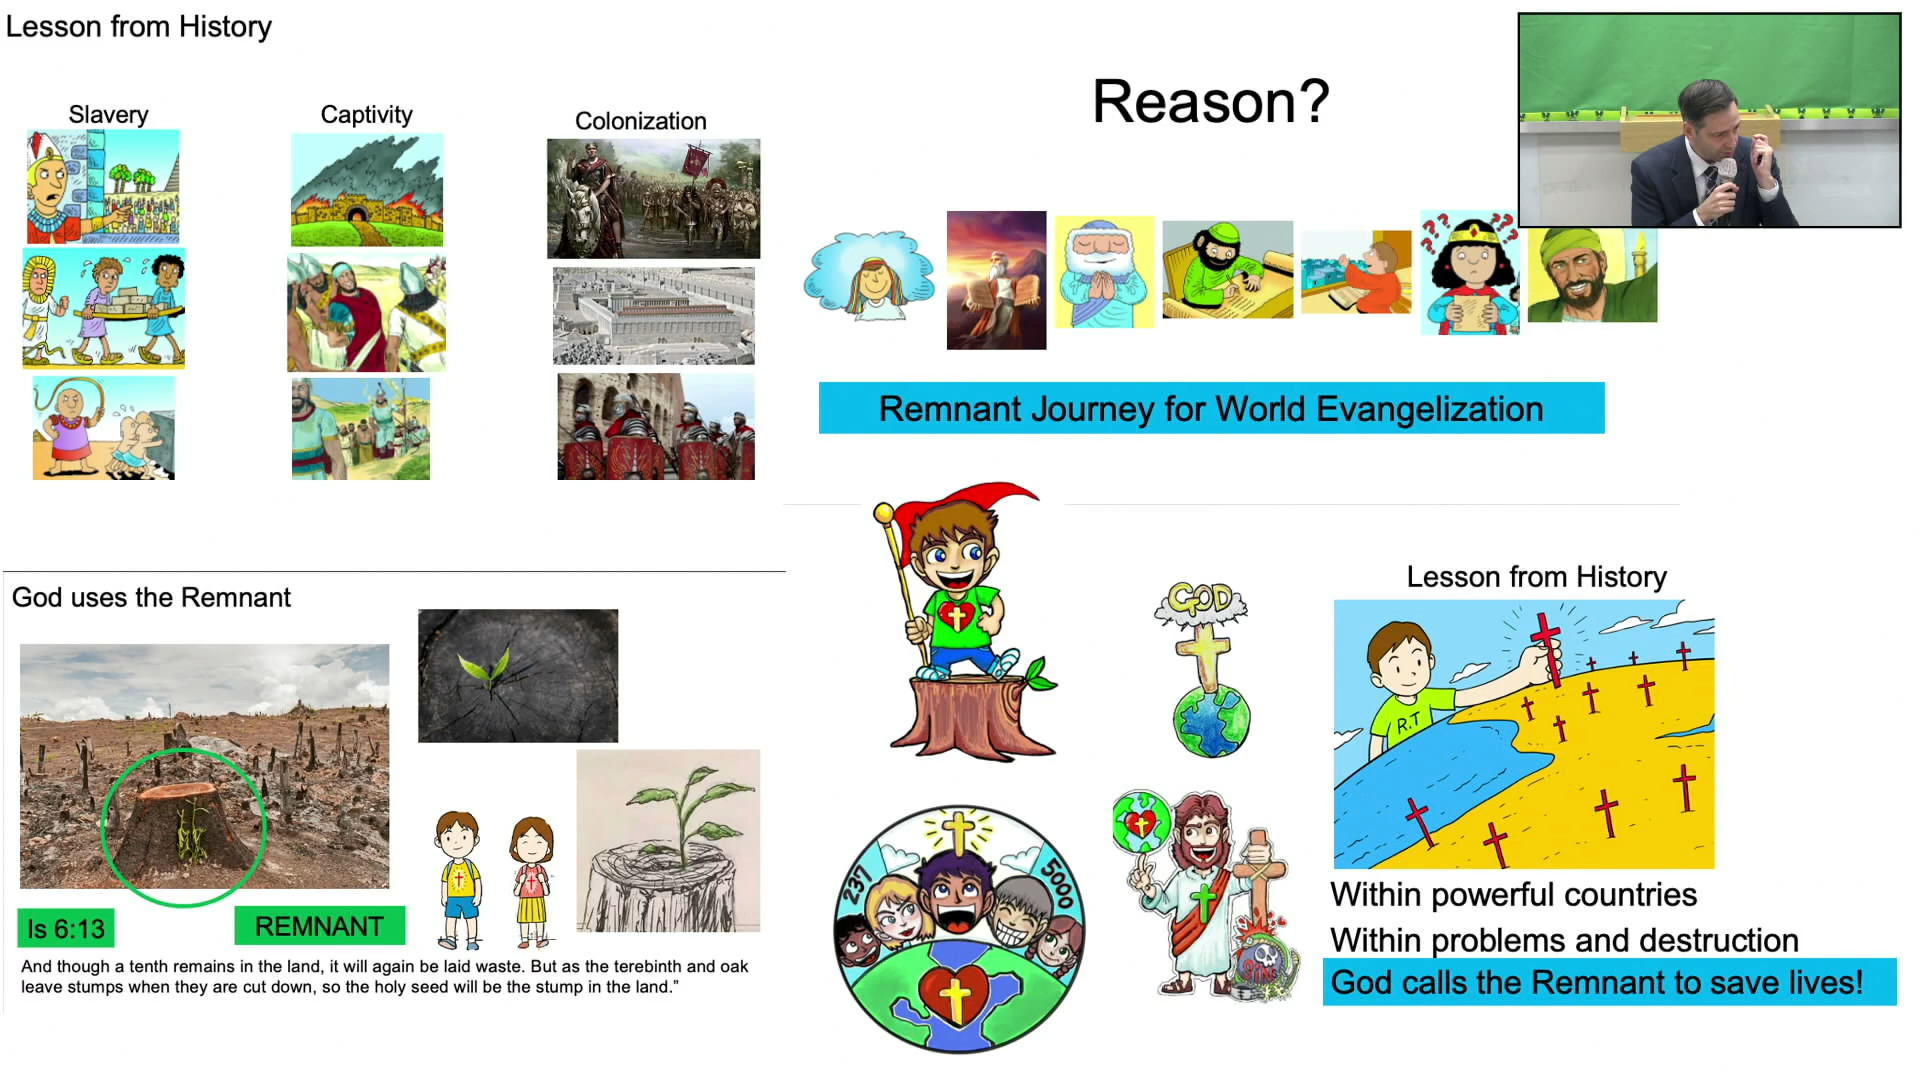 Lesson from History
Slavery
Captivity
Colonization
Reason?
Remnant Journey for World Evangelization
God uses the Remnant
Is 6:13
REMNANT
And though a tenth remains in the land, it will again be laid waste. But as the terebinth and oak
leave stumps when they are cut down, so the holy seed will be the stump in the land.”
GOD
237
5000
SINS
Lesson from History
R.T
Within powerful countries
Within problems and destruction
God calls the Remnant to save lives!